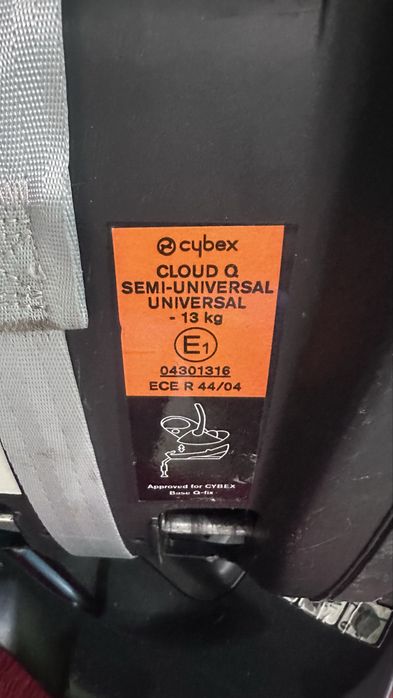 cybex
CLOUD Q
SEMI-UNIVERSAL
UNIVERSAL
- 13 kg
E1
04301316
ECE R 44/04
Approved for CYBEX
Base Q-fix